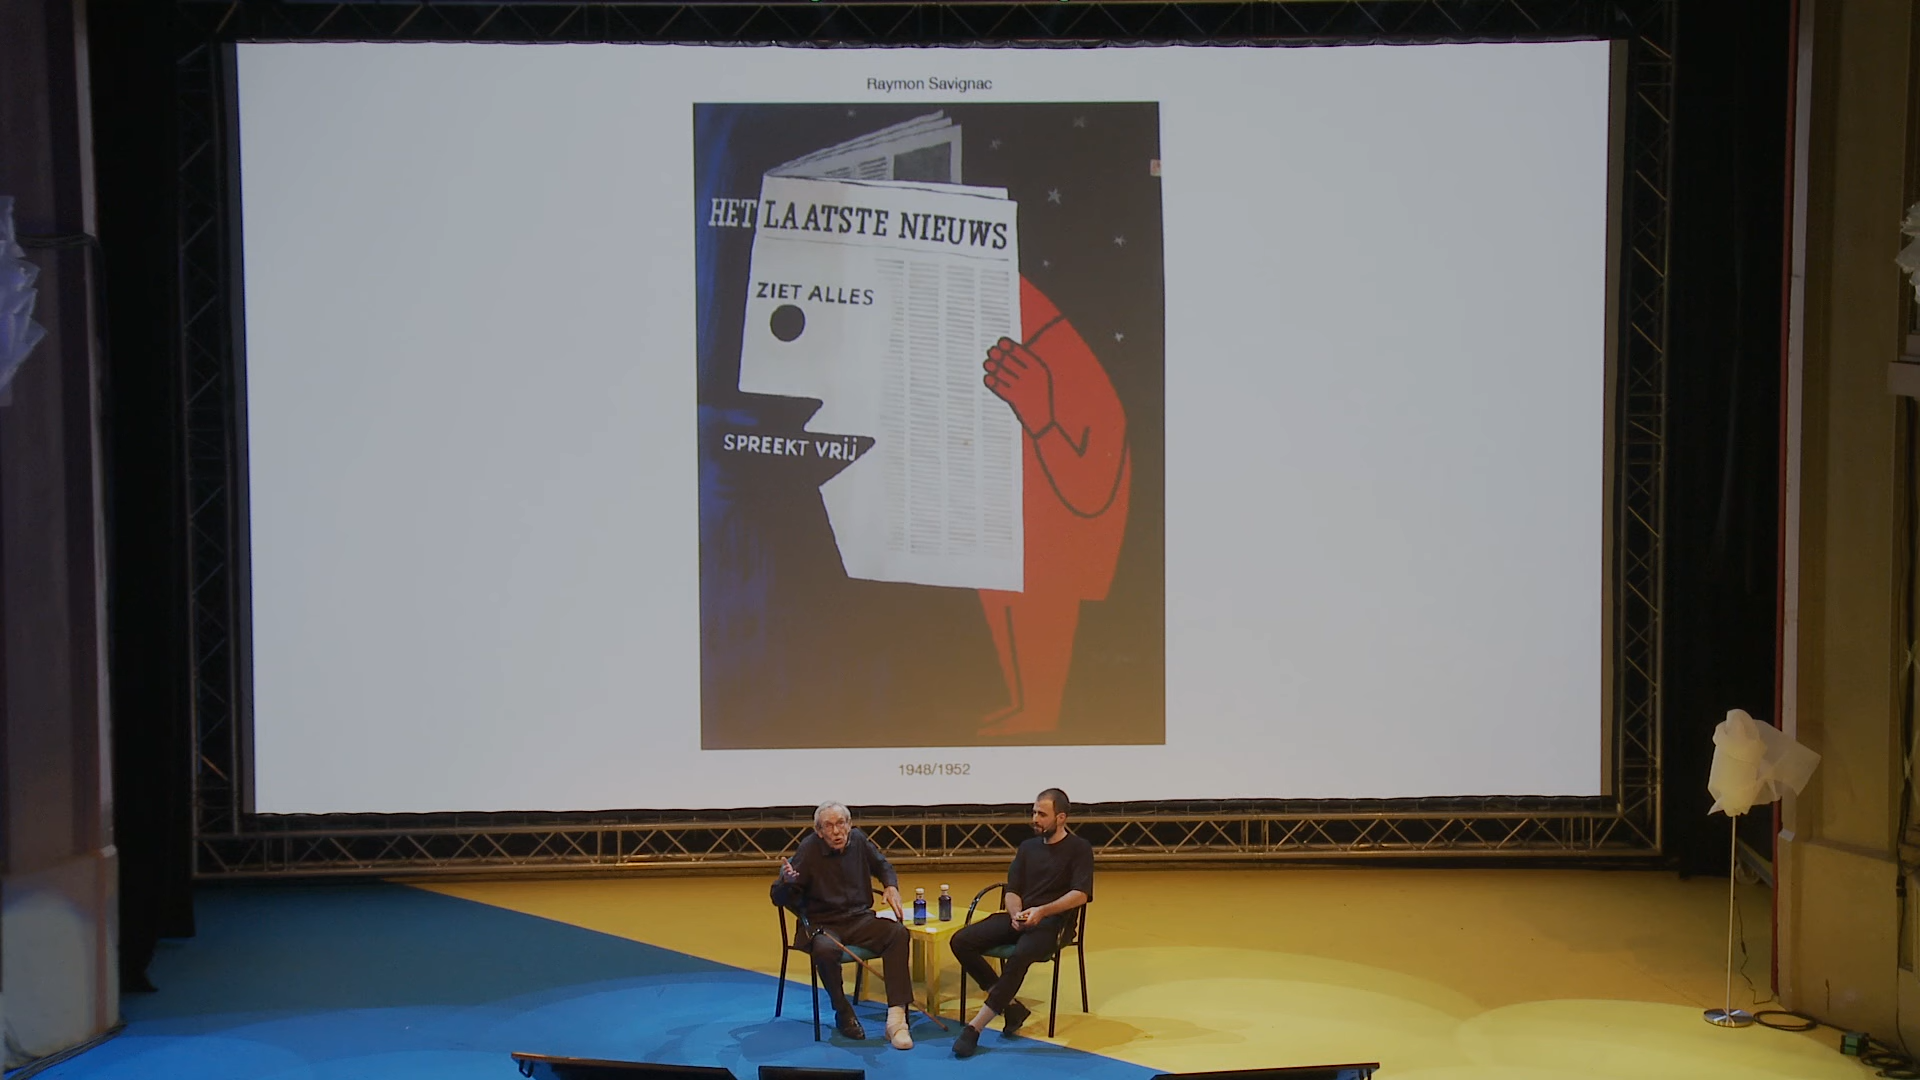 Raymon Savignac
HET LAATSTE NIEUWS
ZIET ALLES
SPREEKT VRIJ
1948/1952